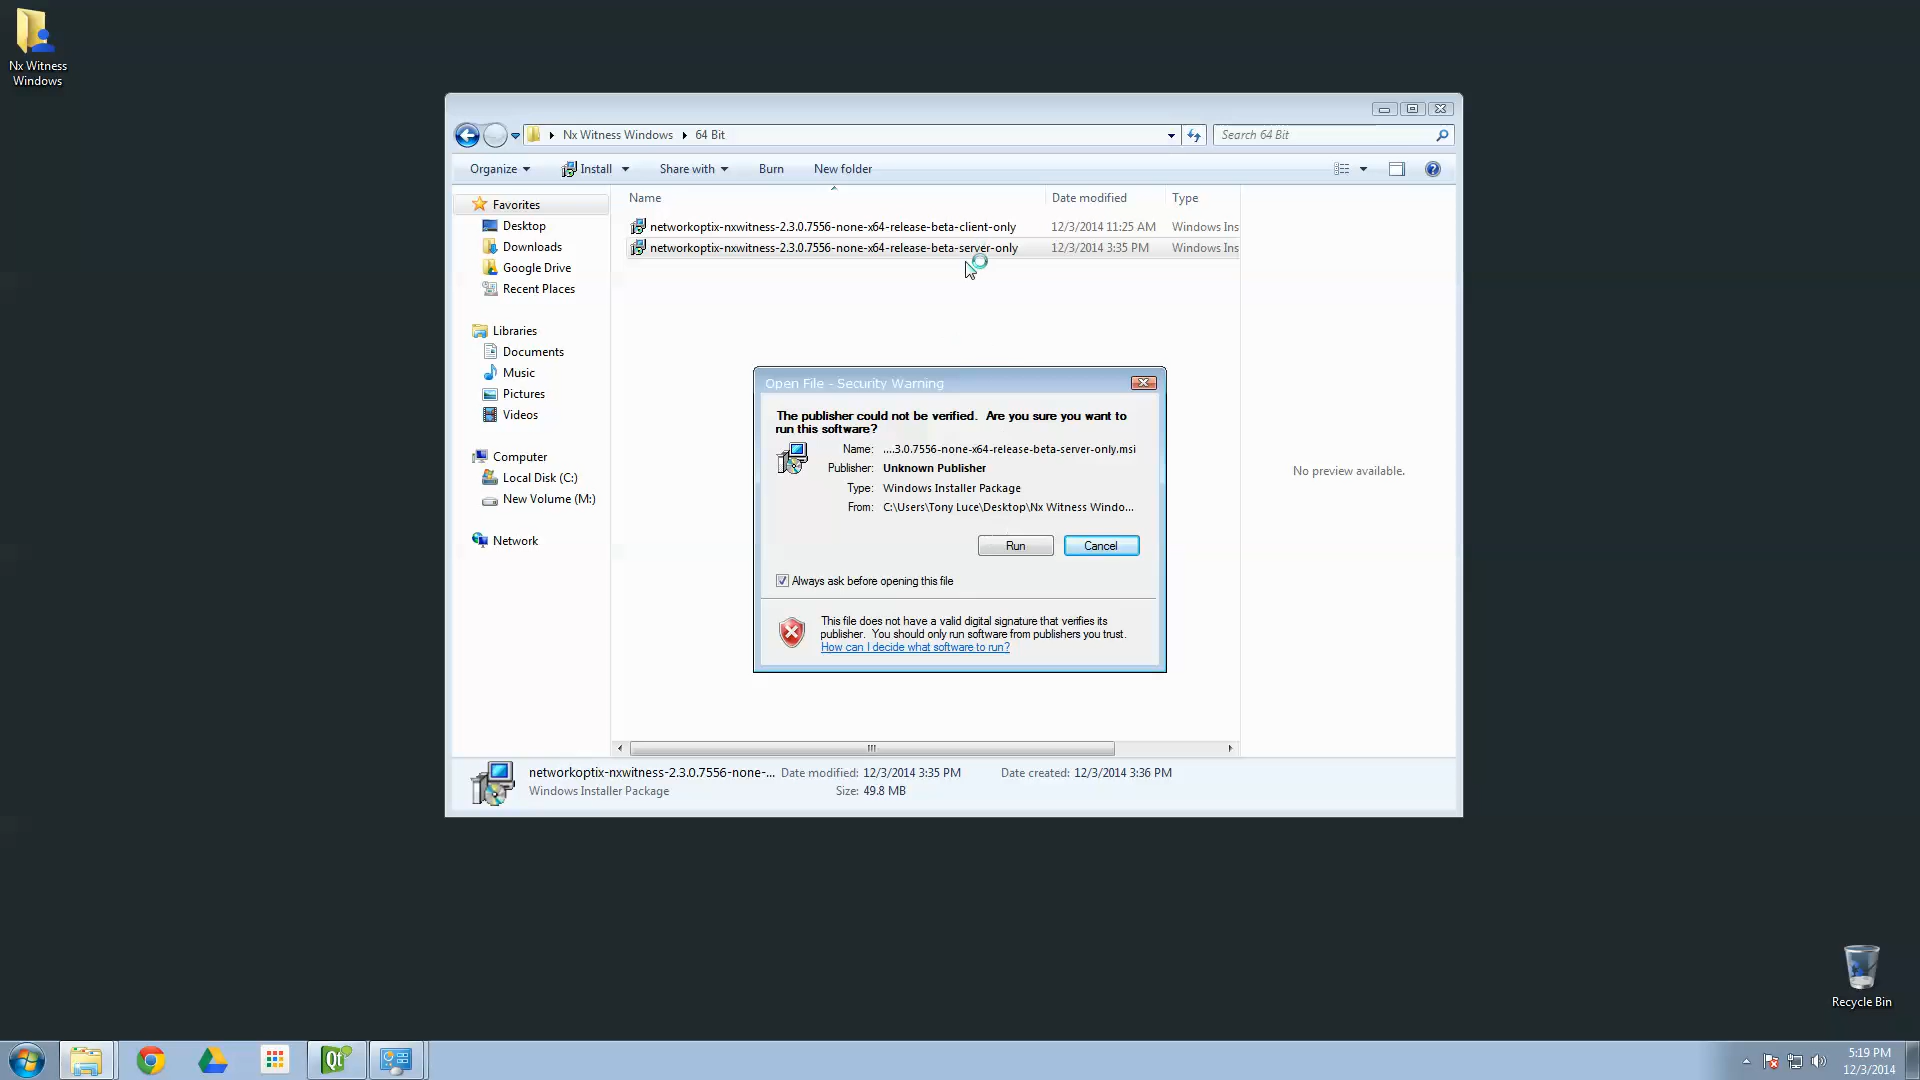 Nx Witness
Windows
Nx Witness Windows
64 Bit
Search 64 Bit
Organize
Install
Share with
Burn
New folder
Name
Date modified
Type
Favorites
Desktop
Downloads
Google Drive
Recent Places
Libraries
Documents
Music
Pictures
Videos
Computer
Local Disk (C:)
New Volume (M:)
Network
networkoptix-nxwitness-2.3.0.7556-none-x64-release-beta-client-only 12/3/2014 11:25 AM Windows Ins
networkoptix-nxwitness-2.3.0.7556-none-x64-release-beta-server-only 12/3/2014 3:35 PM Windows Ins
No preview available.
Open File - Security Warning
The publisher could not be verified. Are you sure you want to
run this software?
Name: ....3.0.7556-none-x64-release-beta-server-only.msi
Publisher: Unknown Publisher
Type: Windows Installer Package
From: C:\Users\Tony Luce\Desktop\Nx Witness Windo...
Run
Cancel
Always ask before opening this file
This file does not have a valid digital signature that verifies its
publisher. You should only run software from publishers you trust.
How can I decide what software to run?
networkoptix-nxwitness-2.3.0.7556-none-... Date modified: 12/3/2014 3:35 PM Date created: 12/3/2014 3:36 PM
Windows Installer Package Size: 49.8 MB
Recycle Bin
Qt
5:19 PM
12/3/2014